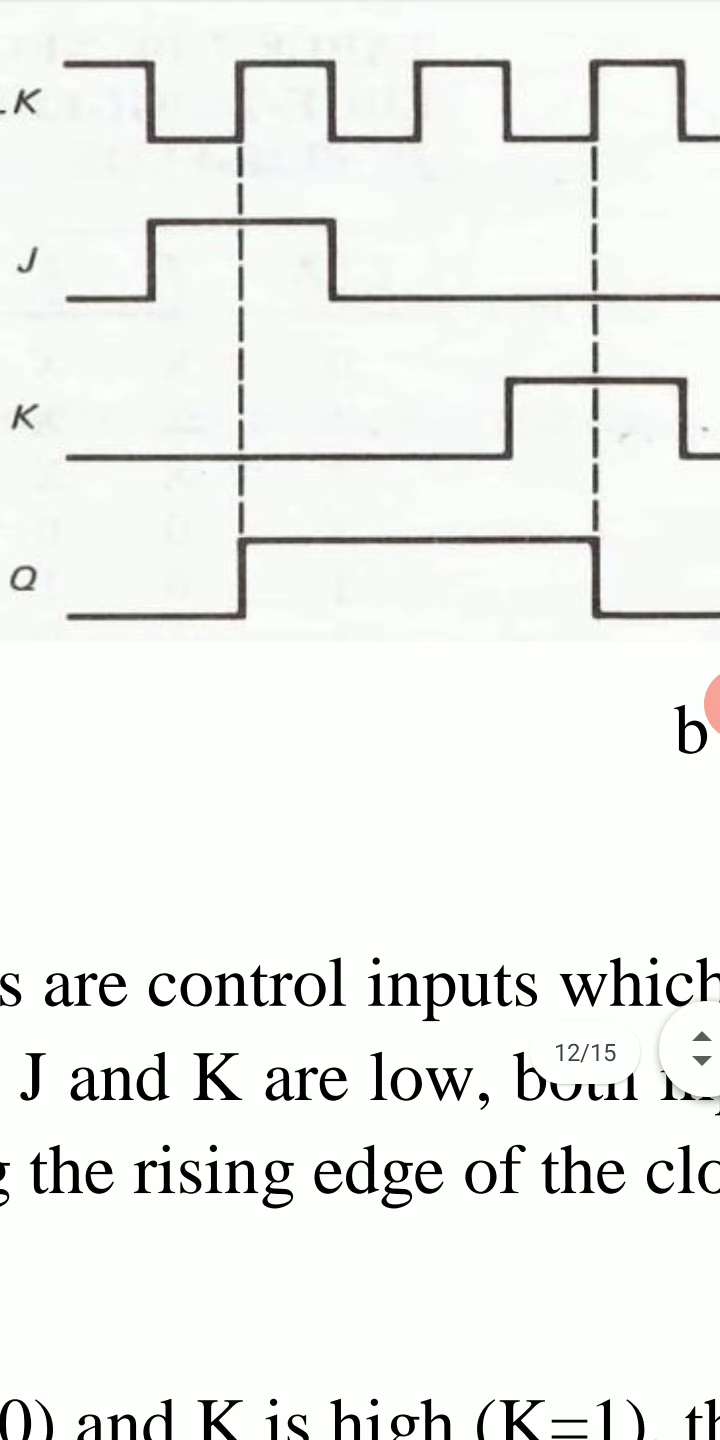 K
J
K
Q
b
s are control inputs which
J and K are low, both
12/15
the rising edge of the clo
0) and K is high (K=1), th